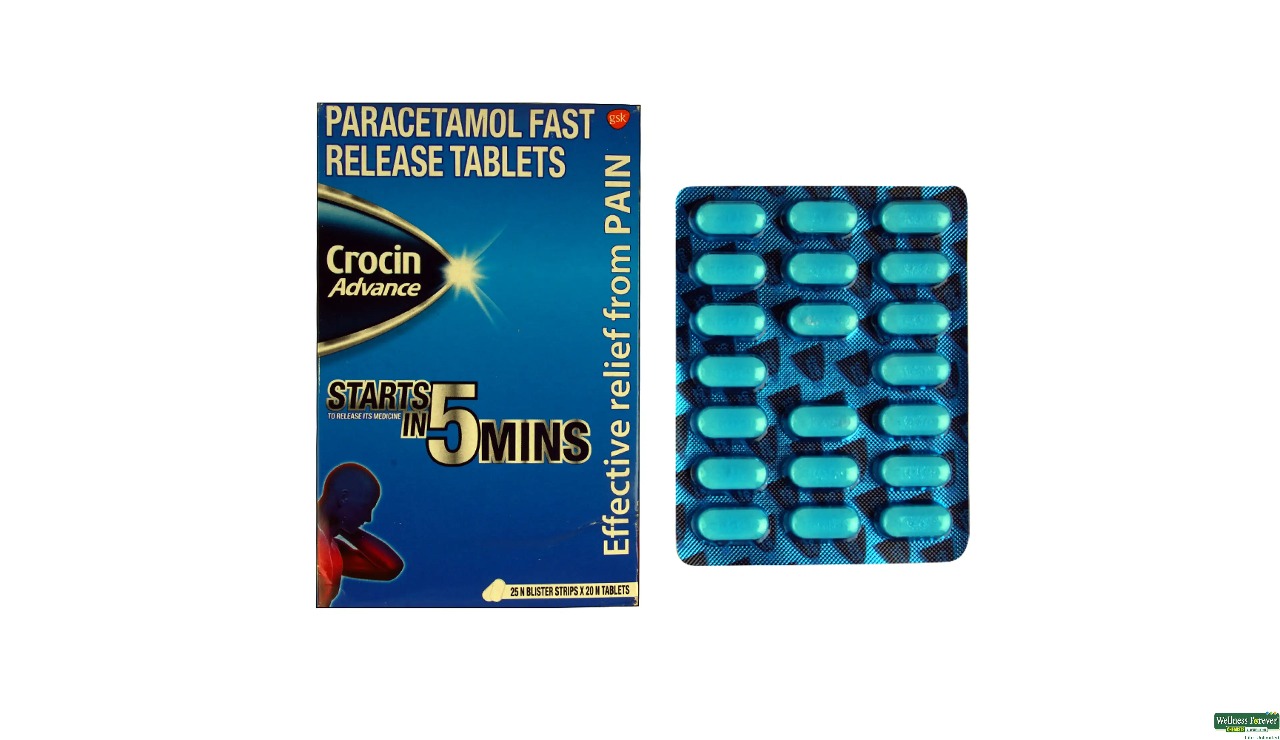 PARACETAMOL FAST
RELEASE TABLETS
gsk
Crocin
Advance
Effective relief from PAIN
STARTS
TO RELEASE ITS MEDICINE
IN
5
MINS
25 N BLISTER STRIPS X 20 N TABLETS
Wellness Forever